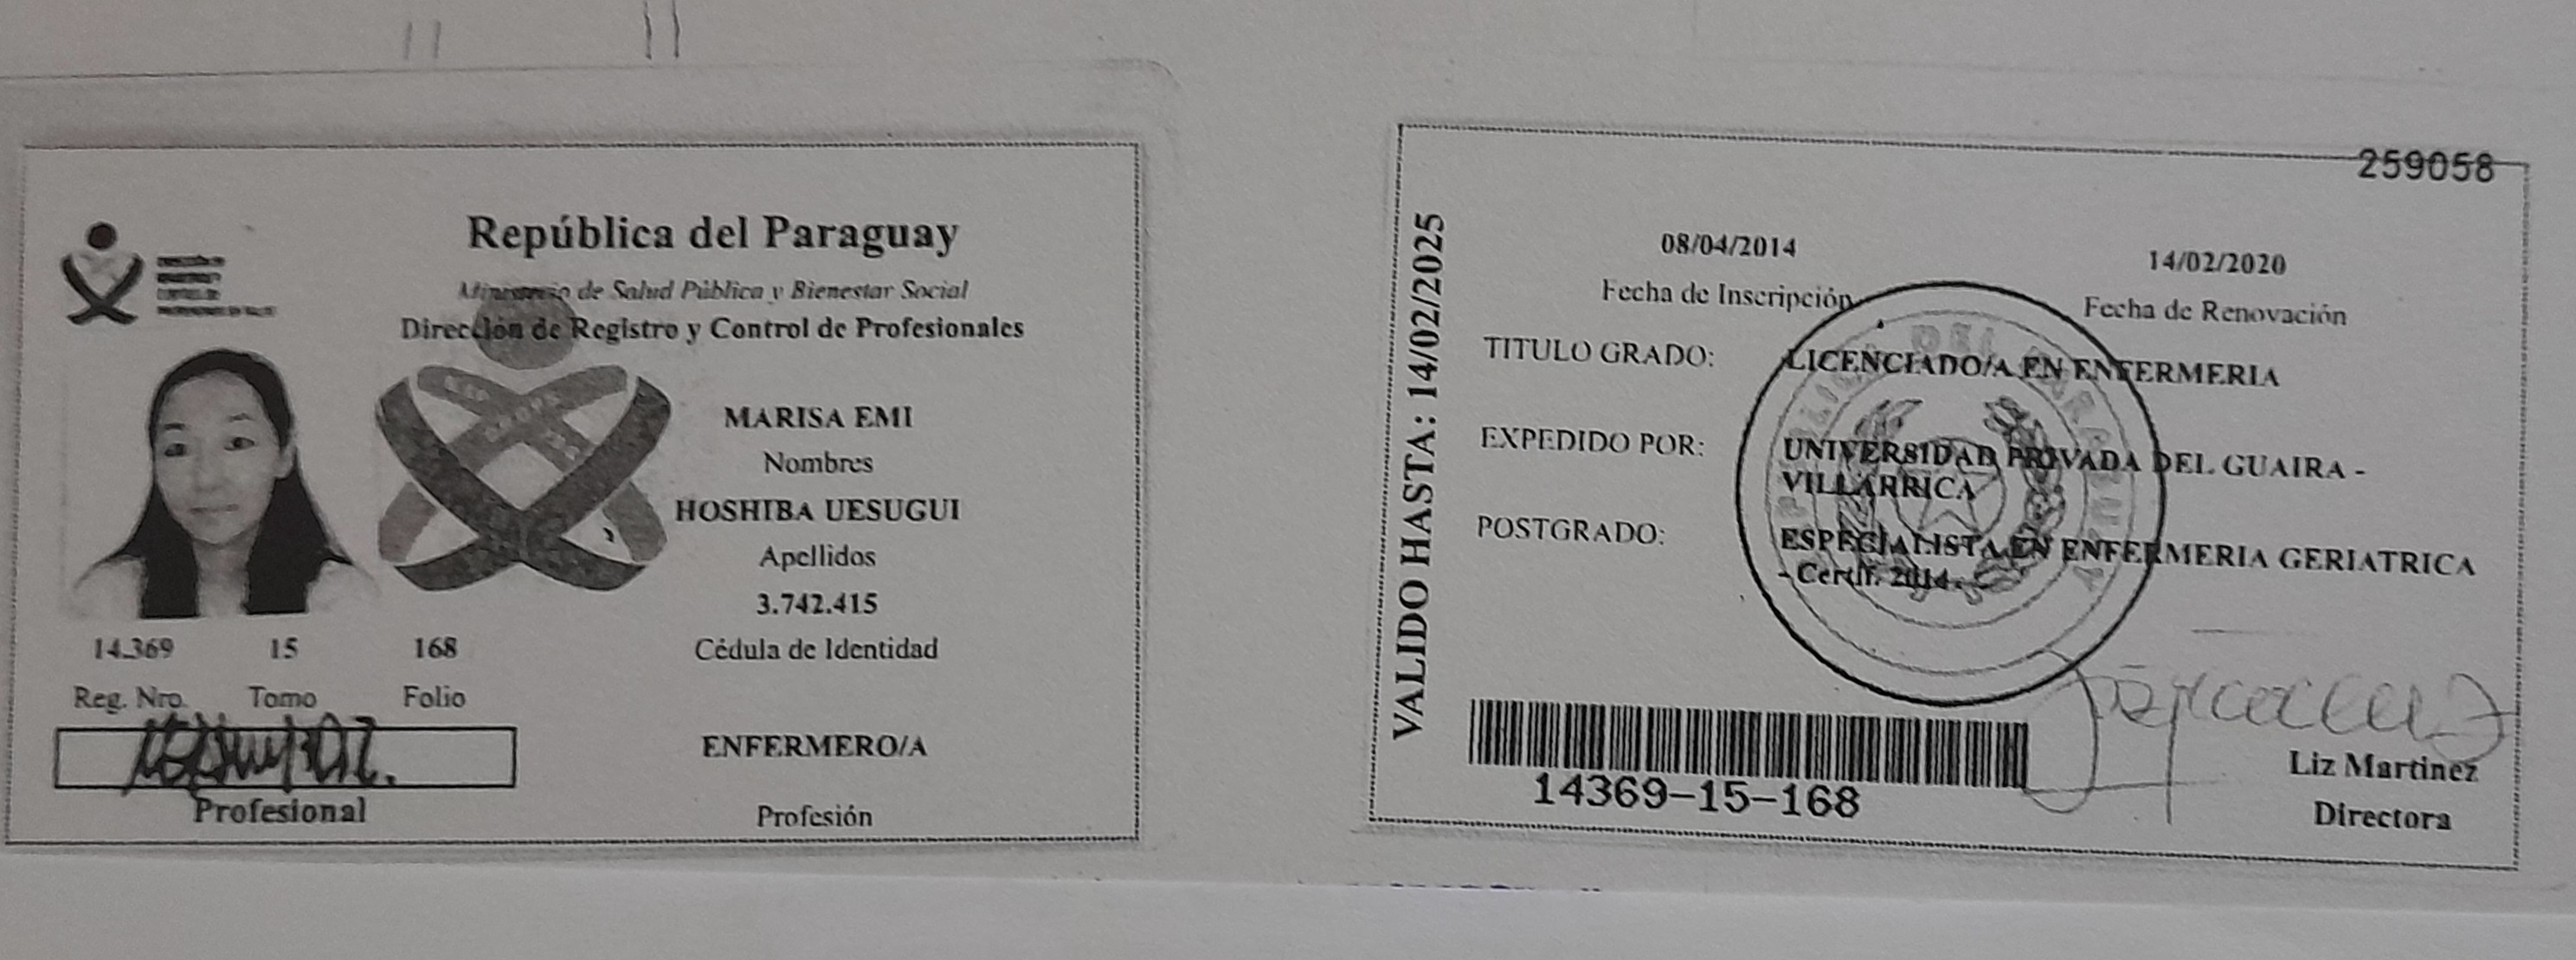 República del Paraguay
Ministerio de Salud Pública y Bienestar Social
Dirección de Registro y Control de Profesionales
MARISA EMI
Nombres
HOSHIBA UESUGUI
Apellidos
3.742.415
Cédula de Identidad
14.369 15 168
Reg. Nro. Tomo Folio
ENFERMERO/A
Profesional
Profesión
259058
VALIDO HASTA: 14/02/2025
08/04/2014 14/02/2020
Fecha de Inscripción Fecha de Renovación
TITULO GRADO: LICENCIADO/A EN ENFERMERIA
EXPEDIDO POR: UNIVERSIDAD PRIVADA DEL GUAIRA -
VILLARRICA
POSTGRADO: ESPECIALISTA EN ENFERMERIA GERIATRICA
- Certif. 2014 -
14369-15-168
Liz Martinez
Directora